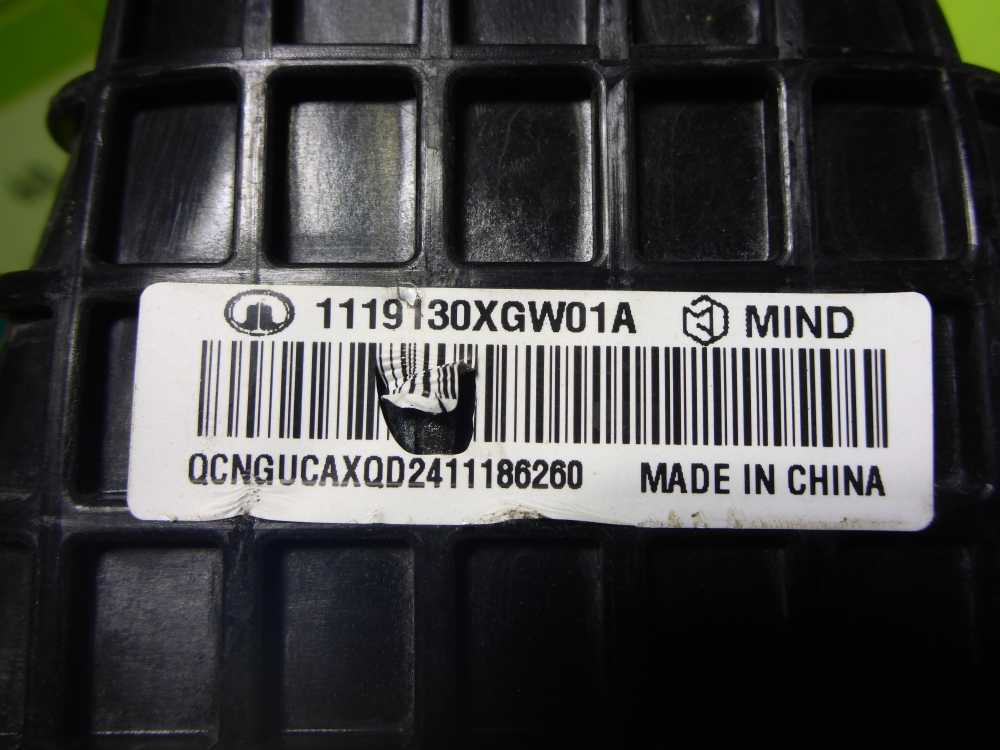 1119130XGW01A MIND
QCNGUCAXQD2411186260 MADE IN CHINA